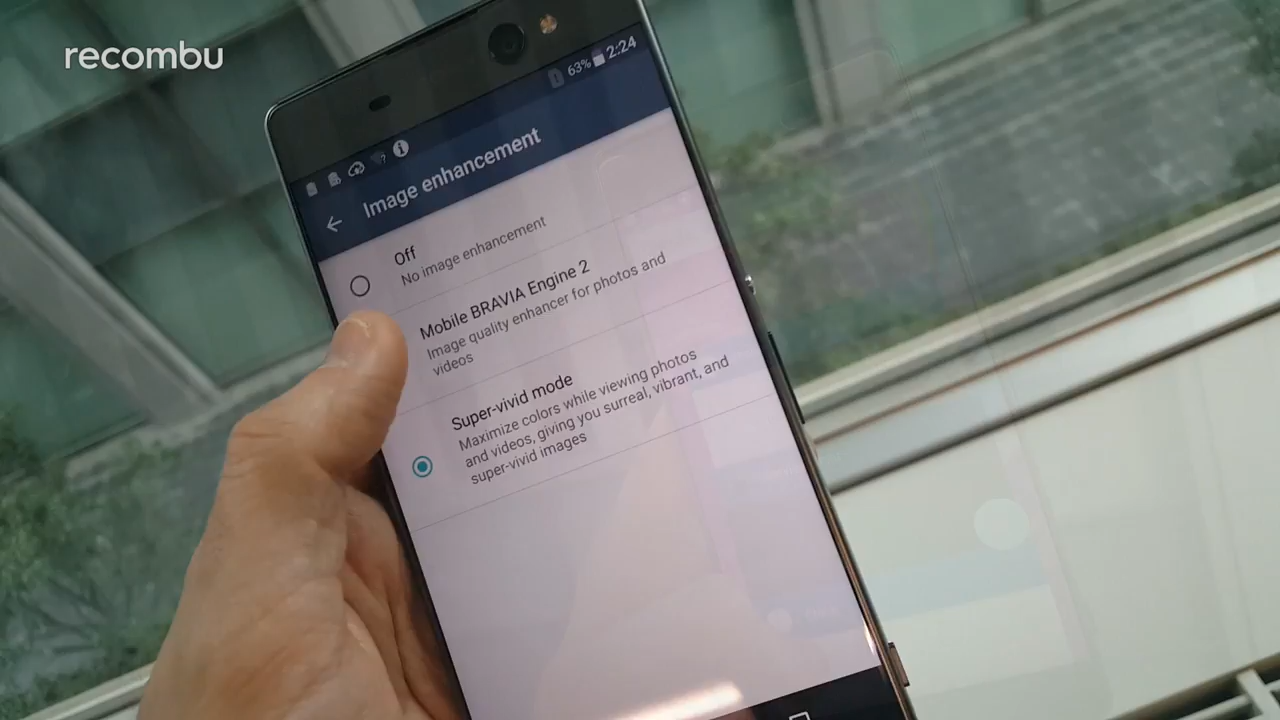 recombu
63% 2:24
Image enhancement
Off
No image enhancement
Mobile BRAVIA Engine 2
Image quality enhancer for photos and
videos
Super-vivid mode
Maximize colors while viewing photos
and videos, giving you surreal, vibrant, and
super-vivid images